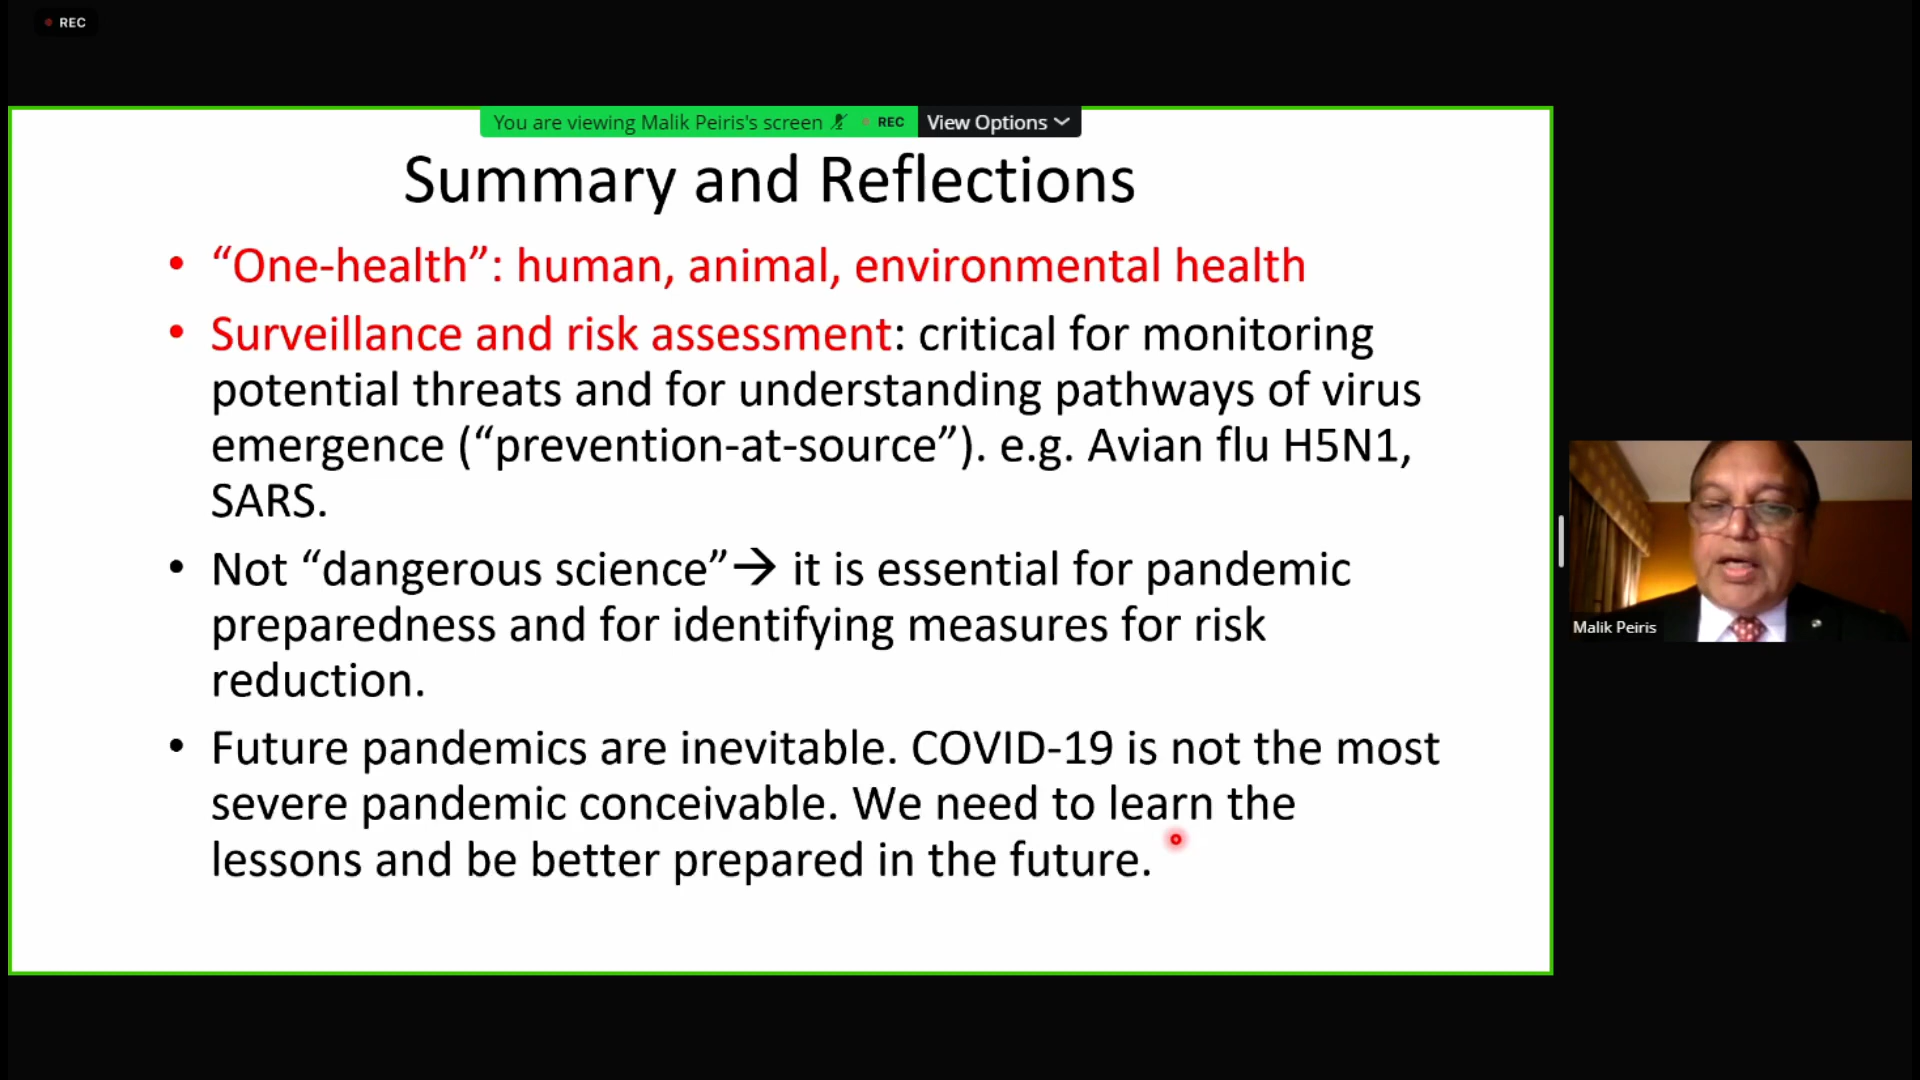 REC
You are viewing Malik Peiris's screen REC View Options
Summary and Reflections
• “One-health”: human, animal, environmental health
• Surveillance and risk assessment: critical for monitoring
potential threats and for understanding pathways of virus
emergence (“prevention-at-source”). e.g. Avian flu H5N1,
SARS.
• Not “dangerous science”→ it is essential for pandemic
preparedness and for identifying measures for risk
reduction.
• Future pandemics are inevitable. COVID-19 is not the most
severe pandemic conceivable. We need to learn the
lessons and be better prepared in the future.
Malik Peiris